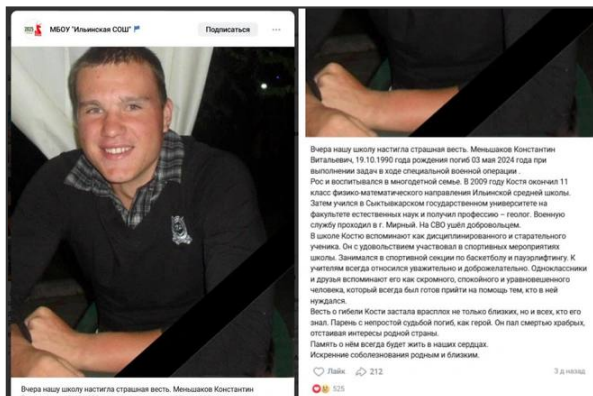 МБОУ "Ильинская СОШ"
Подписаться
Вчера нашу школу настигла страшная весть. Меньшаков Константин
Вчера нашу школу настигла страшная весть. Меньшаков Константин
Витальевич, 19.10.1990 года рождения погиб 03 мая 2024 года при
выполнении задач в ходе специальной военной операции .
Рос и воспитывался в многодетной семье. В 2009 году Костя окончил 11
класс физико-математического направления Ильинской средней школы.
Затем учился в Сыктывкарском государственном университете на
факультете естественных наук и получил профессию – геолог. Военную
службу проходил в г. Мирный. На СВО ушёл добровольцем.
В школе Костю вспоминают как дисциплинированного и старательного
ученика. Он с удовольствием участвовал в спортивных мероприятиях
школы. Занимался в спортивной секции по баскетболу и пауэрлифтингу. К
учителям всегда относился уважительно и доброжелательно. Одноклассники
и друзья вспоминают его как скромного, спокойного и уравновешенного
человека, который всегда был готов прийти на помощь тем, кто в ней
нуждался.
Весть о гибели Кости застала врасплох не только близких, но и всех, кто его
знал. Парень с непростой судьбой погиб, как герой. Он пал смертью храбрых,
отстаивая интересы родной страны.
Память о нём всегда будет жить в наших сердцах.
Искренние соболезнования родным и близким.
Лайк 212 3 д назад
525